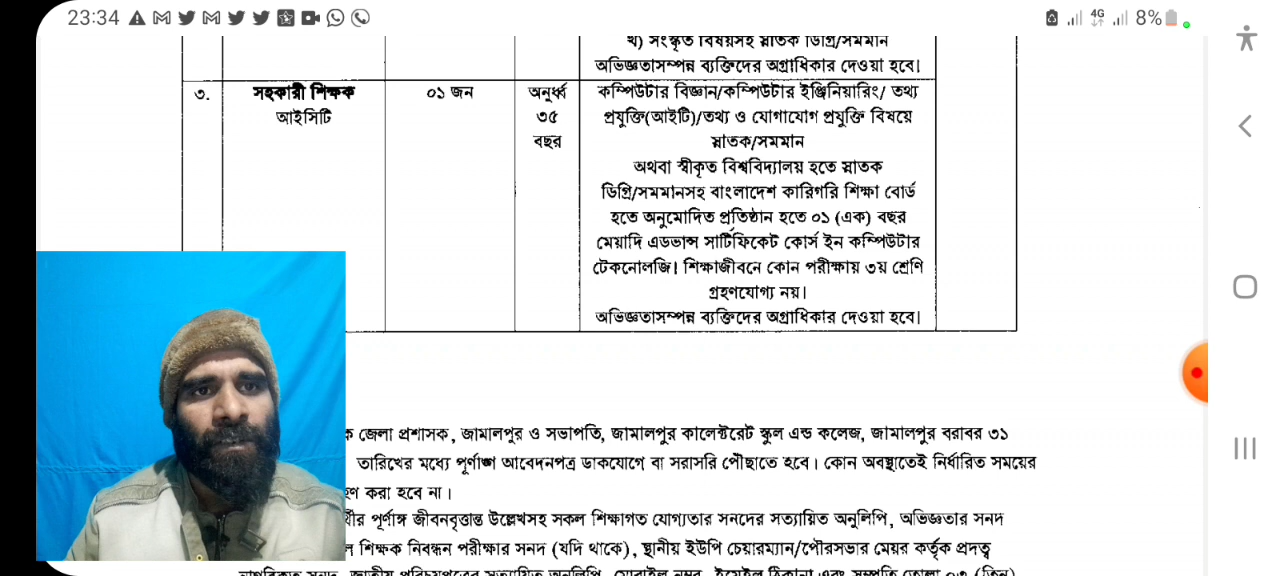 23:34
4G 8%
খ) সংস্কৃত বিষয়সহ স্নাতক ডিগ্রি/সমমান
অভিজ্ঞতাসম্পন্ন ব্যক্তিদের অগ্রাধিকার দেওয়া হবে।
৩. সহকারী শিক্ষক ০১ জন অনুর্ধ্ব কম্পিউটার বিজ্ঞান/কম্পিউটার ইঞ্জিনিয়ারিং/ তথ্য
আইসিটি ৩৫ প্রযুক্তি(আইটি)/তথ্য ও যোগাযোগ প্রযুক্তি বিষয়ে
বছর স্নাতক/সমমান
অথবা স্বীকৃত বিশ্ববিদ্যালয় হতে স্নাতক
ডিগ্রি/সমমানসহ বাংলাদেশ কারিগরি শিক্ষা বোর্ড
হতে অনুমোদিত প্রতিষ্ঠান হতে ০১ (এক) বছর
মেয়াদি এডভান্স সার্টিফিকেট কোর্স ইন কম্পিউটার
টেকনোলজি। শিক্ষাজীবনে কোন পরীক্ষায় ৩য় শ্রেণি
গ্রহণযোগ্য নয়।
অভিজ্ঞতাসম্পন্ন ব্যক্তিদের অগ্রাধিকার দেওয়া হবে।
জেলা প্রশাসক, জামালপুর ও সভাপতি, জামালপুর কালেক্টরেট স্কুল এন্ড কলেজ, জামালপুর বরাবর ৩১
তারিখের মধ্যে পূর্ণাঙ্গ আবেদনপত্র ডাকযোগে বা সরাসরি পৌঁছাতে হবে। কোন অবস্থাতেই নির্ধারিত সময়ের
করা হবে না।
পূর্ণাঙ্গ জীবনবৃত্তান্ত উল্লেখসহ সকল শিক্ষাগত যোগ্যতার সনদের সত্যায়িত অনুলিপি, অভিজ্ঞতার সনদ
শিক্ষক নিবন্ধন পরীক্ষার সনদ (যদি থাকে), স্থানীয় ইউপি চেয়ারম্যান/পৌরসভার মেয়র কর্তৃক প্রদত্ত